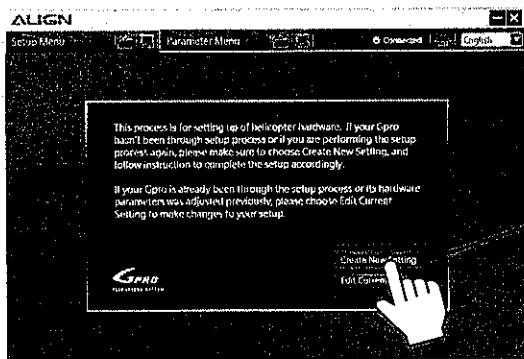 ALIGN
Setup Menu Parameter Menu Connected English
This process is for setting up of helicopter hardware. If your Gpro
hasn't been through setup process or if you are performing the setup
process again, please make sure to choose Create New Setting, and
follow instruction to complete the setup accordingly.
If your Gpro is already been through the setup process or its hardware
parameters was adjusted previously, please choose Edit Current
Setting to make changes to your setup.
Create New Setting
GPRO
Edit Curren